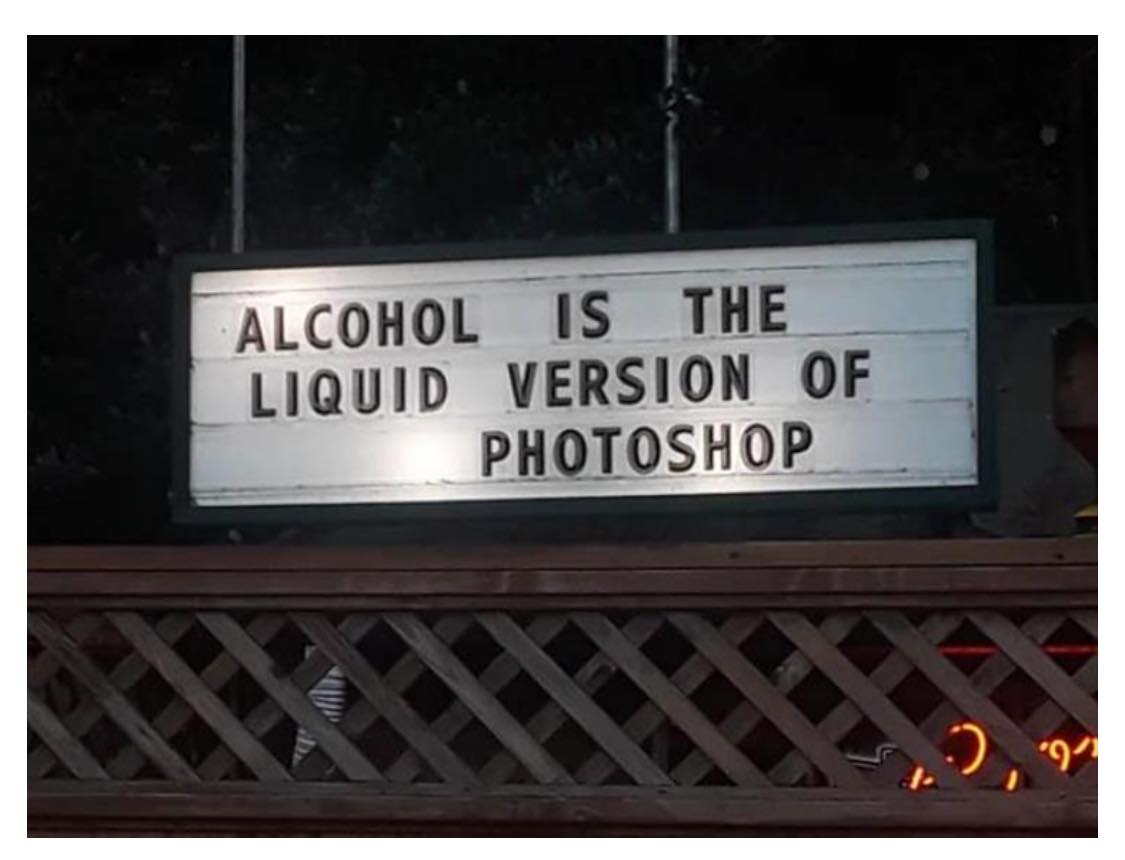 ALCOHOL IS THE
LIQUID VERSION OF
PHOTOSHOP